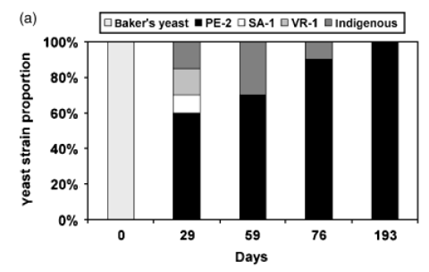 (a)
Baker's yeast PE-2 SA-1 VR-1 Indigenous
100%
80%
60%
40%
20%
0%
yeast strain proportion
0 29 59 76 193
Days